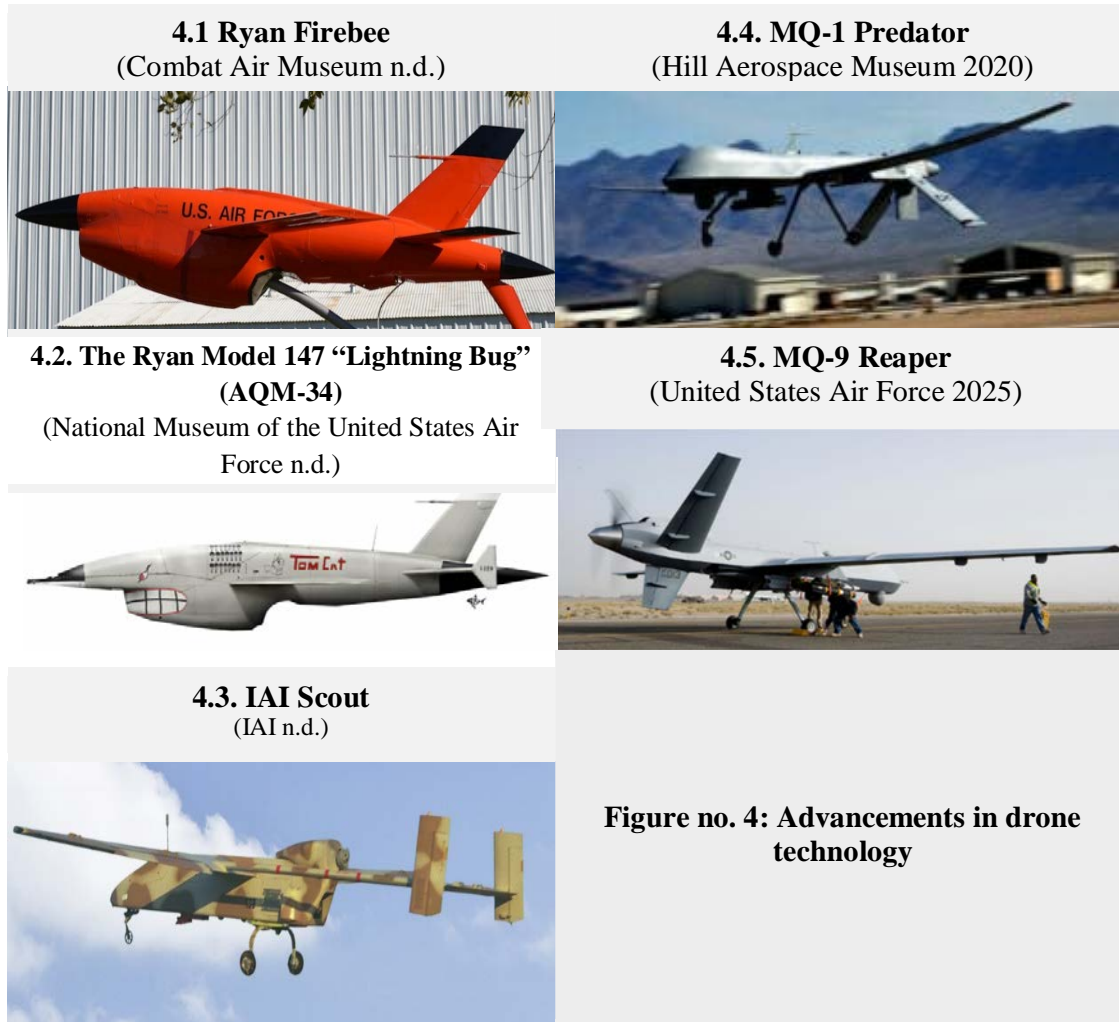 4.1 Ryan Firebee
(Combat Air Museum n.d.)
U.S. AIR FORC
4.2. The Ryan Model 147 “Lightning Bug”
(AQM-34)
(National Museum of the United States Air
Force n.d.)
TOM CAT
4.3. IAI Scout
(IAI n.d.)
4.4. MQ-1 Predator
(Hill Aerospace Museum 2020)
4.5. MQ-9 Reaper
(United States Air Force 2025)
Figure no. 4: Advancements in drone
technology